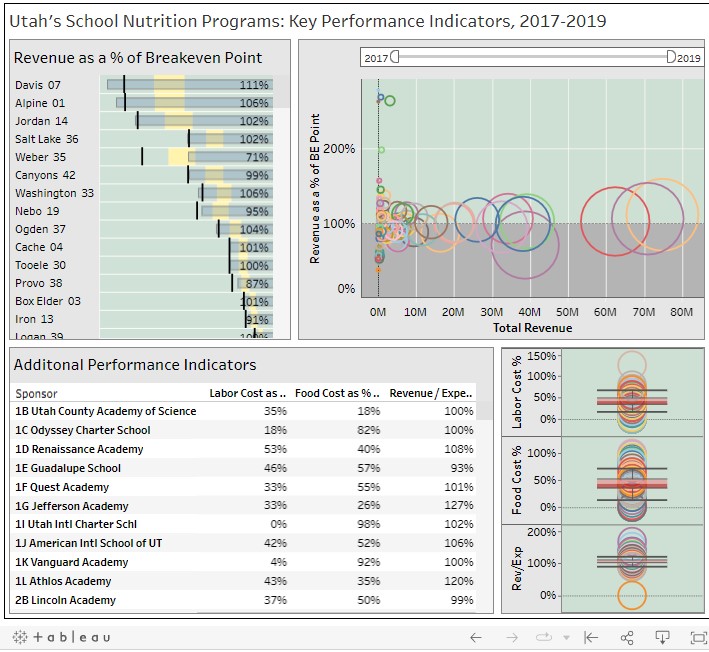 Utah's School Nutrition Programs: Key Performance Indicators, 2017-2019
Revenue as a % of Breakeven Point
Davis 07 111%
Alpine 01 106%
Jordan 14 102%
Salt Lake 36 102%
Weber 35 71%
Canyons 42 99%
Washington 33 106%
Nebo 19 95%
Ogden 37 104%
Cache 04 101%
Tooele 30 100%
Provo 38 87%
Box Elder 03 101%
Iron 13 91%
Logan 39 100%
2017 2019
Revenue as a % of BE Point
200%
100%
0%
0M 10M 20M 30M 40M 50M 60M 70M 80M
Total Revenue
Additonal Performance Indicators
Sponsor Labor Cost as .. Food Cost as % .. Revenue / Expe..
1B Utah County Academy of Science 35% 18% 100%
1C Odyssey Charter School 18% 82% 100%
1D Renaissance Academy 53% 40% 108%
1E Guadalupe School 46% 57% 93%
1F Quest Academy 33% 55% 101%
1G Jefferson Academy 33% 26% 127%
1I Utah Intl Charter Schl 0% 98% 102%
1J American Intl School of UT 42% 52% 106%
1K Vanguard Academy 4% 92% 100%
1L Athlos Academy 43% 35% 120%
2B Lincoln Academy 37% 50% 99%
Labor Cost %
150%
100%
50%
0%
Food Cost %
100%
50%
0%
Rev/Exp
200%
100%
0%
+ableau